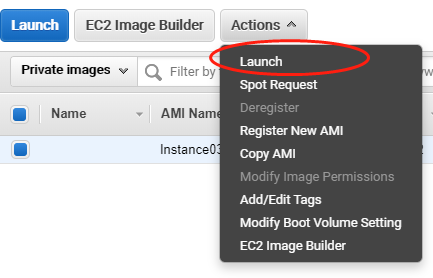 Launch
EC2 Image Builder
Actions
Private images
Filter by
Name
AMI Name
Instance03
Launch
Spot Request
Deregister
Register New AMI
Copy AMI
Modify Image Permissions
Add/Edit Tags
Modify Boot Volume Setting
EC2 Image Builder